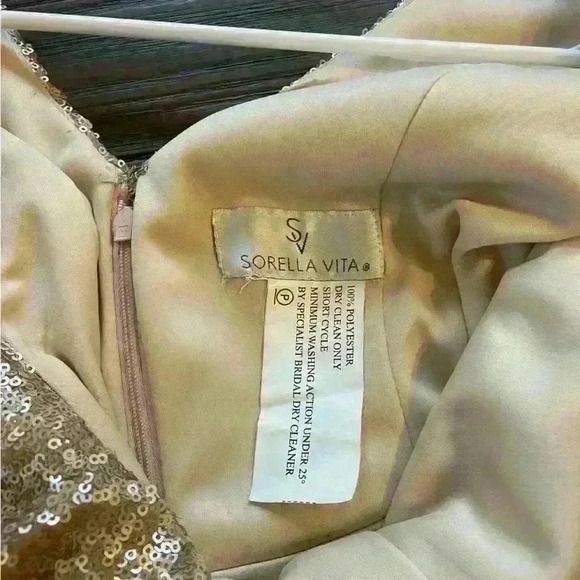 SV
SORELLA VITA®
100% POLYESTER
DRY CLEAN ONLY
SHORT CYCLE
MINIMUM WASHING ACTION UNDER 25°
BY SPECIALIST BRIDAL DRY CLEANER
P